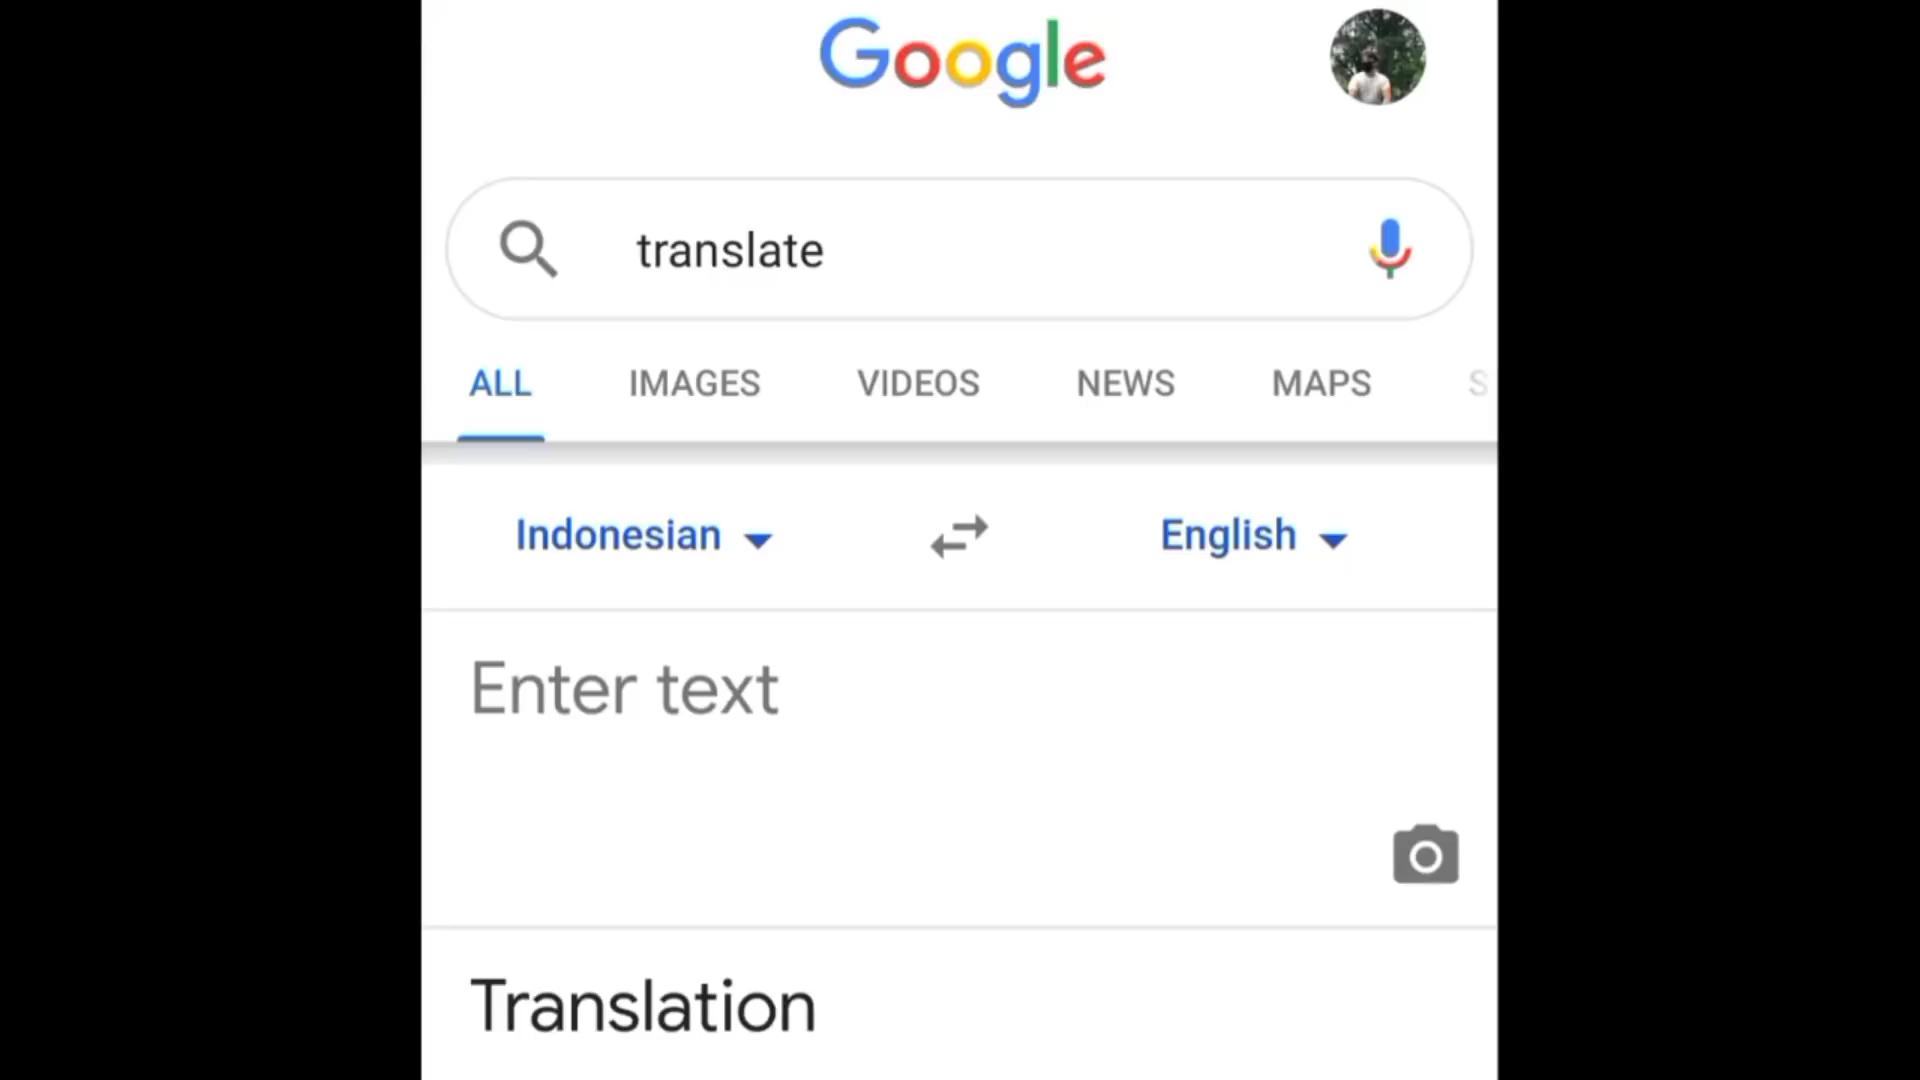 Google
translate
ALL IMAGES VIDEOS NEWS MAPS S
Indonesian English
Enter text
Translation